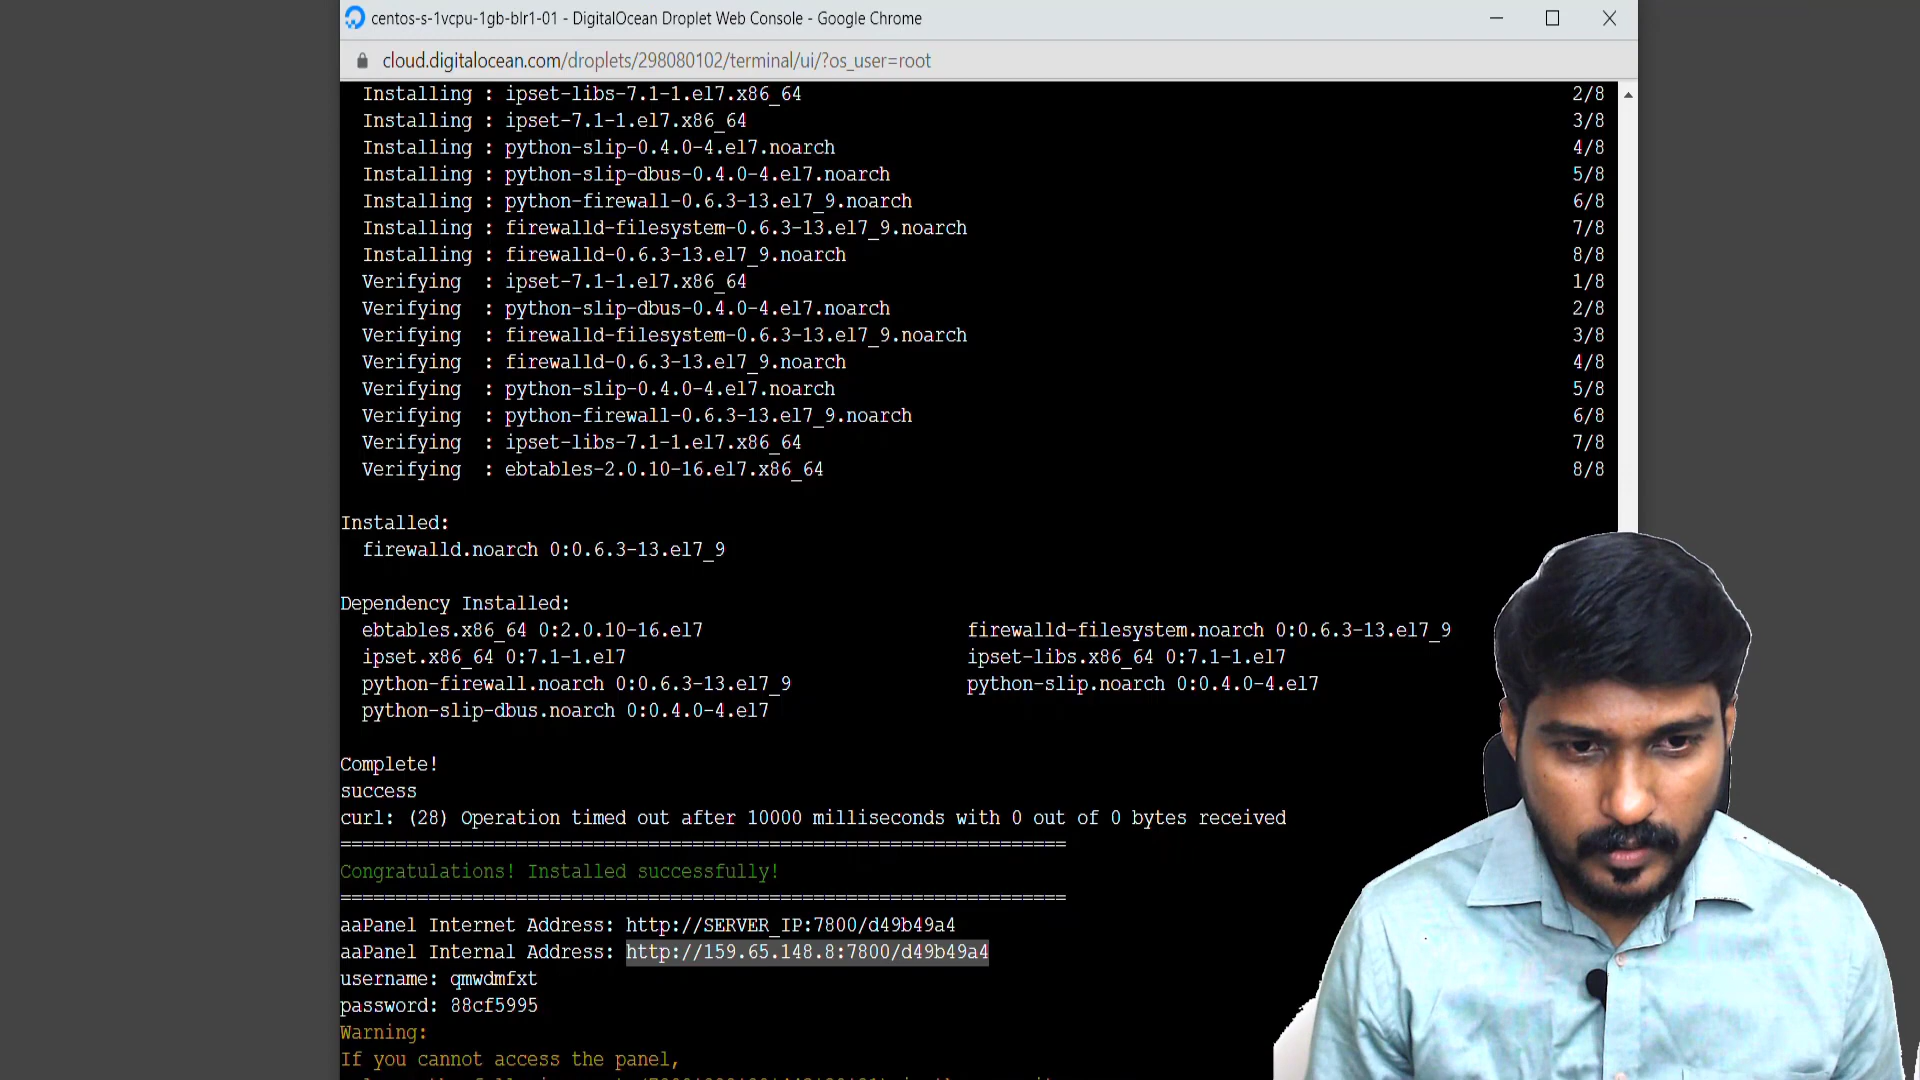 centos-s-1vcpu-1gb-blr1-01 - DigitalOcean Droplet Web Console - Google Chrome
cloud.digitalocean.com/droplets/298080102/terminal/ui/?os_user=root
Installing : ipset-libs-7.1-1.el7.x86_64 2/8
Installing : ipset-7.1-1.el7.x86_64 3/8
Installing : python-slip-0.4.0-4.el7.noarch 4/8
Installing : python-slip-dbus-0.4.0-4.el7.noarch 5/8
Installing : python-firewall-0.6.3-13.el7_9.noarch 6/8
Installing : firewalld-filesystem-0.6.3-13.el7_9.noarch 7/8
Installing : firewalld-0.6.3-13.el7_9.noarch 8/8
Verifying : ipset-7.1-1.el7.x86_64 1/8
Verifying : python-slip-dbus-0.4.0-4.el7.noarch 2/8
Verifying : firewalld-filesystem-0.6.3-13.el7_9.noarch 3/8
Verifying : firewalld-0.6.3-13.el7_9.noarch 4/8
Verifying : python-slip-0.4.0-4.el7.noarch 5/8
Verifying : python-firewall-0.6.3-13.el7_9.noarch 6/8
Verifying : ipset-libs-7.1-1.el7.x86_64 7/8
Verifying : ebtables-2.0.10-16.el7.x86_64 8/8
Installed:
firewalld.noarch 0:0.6.3-13.el7_9
Dependency Installed:
ebtables.x86_64 0:2.0.10-16.el7 firewalld-filesystem.noarch 0:0.6.3-13.el7_9
ipset.x86_64 0:7.1-1.el7 ipset-libs.x86_64 0:7.1-1.el7
python-firewall.noarch 0:0.6.3-13.el7_9 python-slip.noarch 0:0.4.0-4.el7
python-slip-dbus.noarch 0:0.4.0-4.el7
Complete!
success
curl: (28) Operation timed out after 10000 milliseconds with 0 out of 0 bytes received
==================================================================
Congratulations! Installed successfully!
==================================================================
aaPanel Internet Address: http://SERVER_IP:7800/d49b49a4
aaPanel Internal Address: http://159.65.148.8:7800/d49b49a4
username: qmwdmfxt
password: 88cf5995
Warning:
If you cannot access the panel,